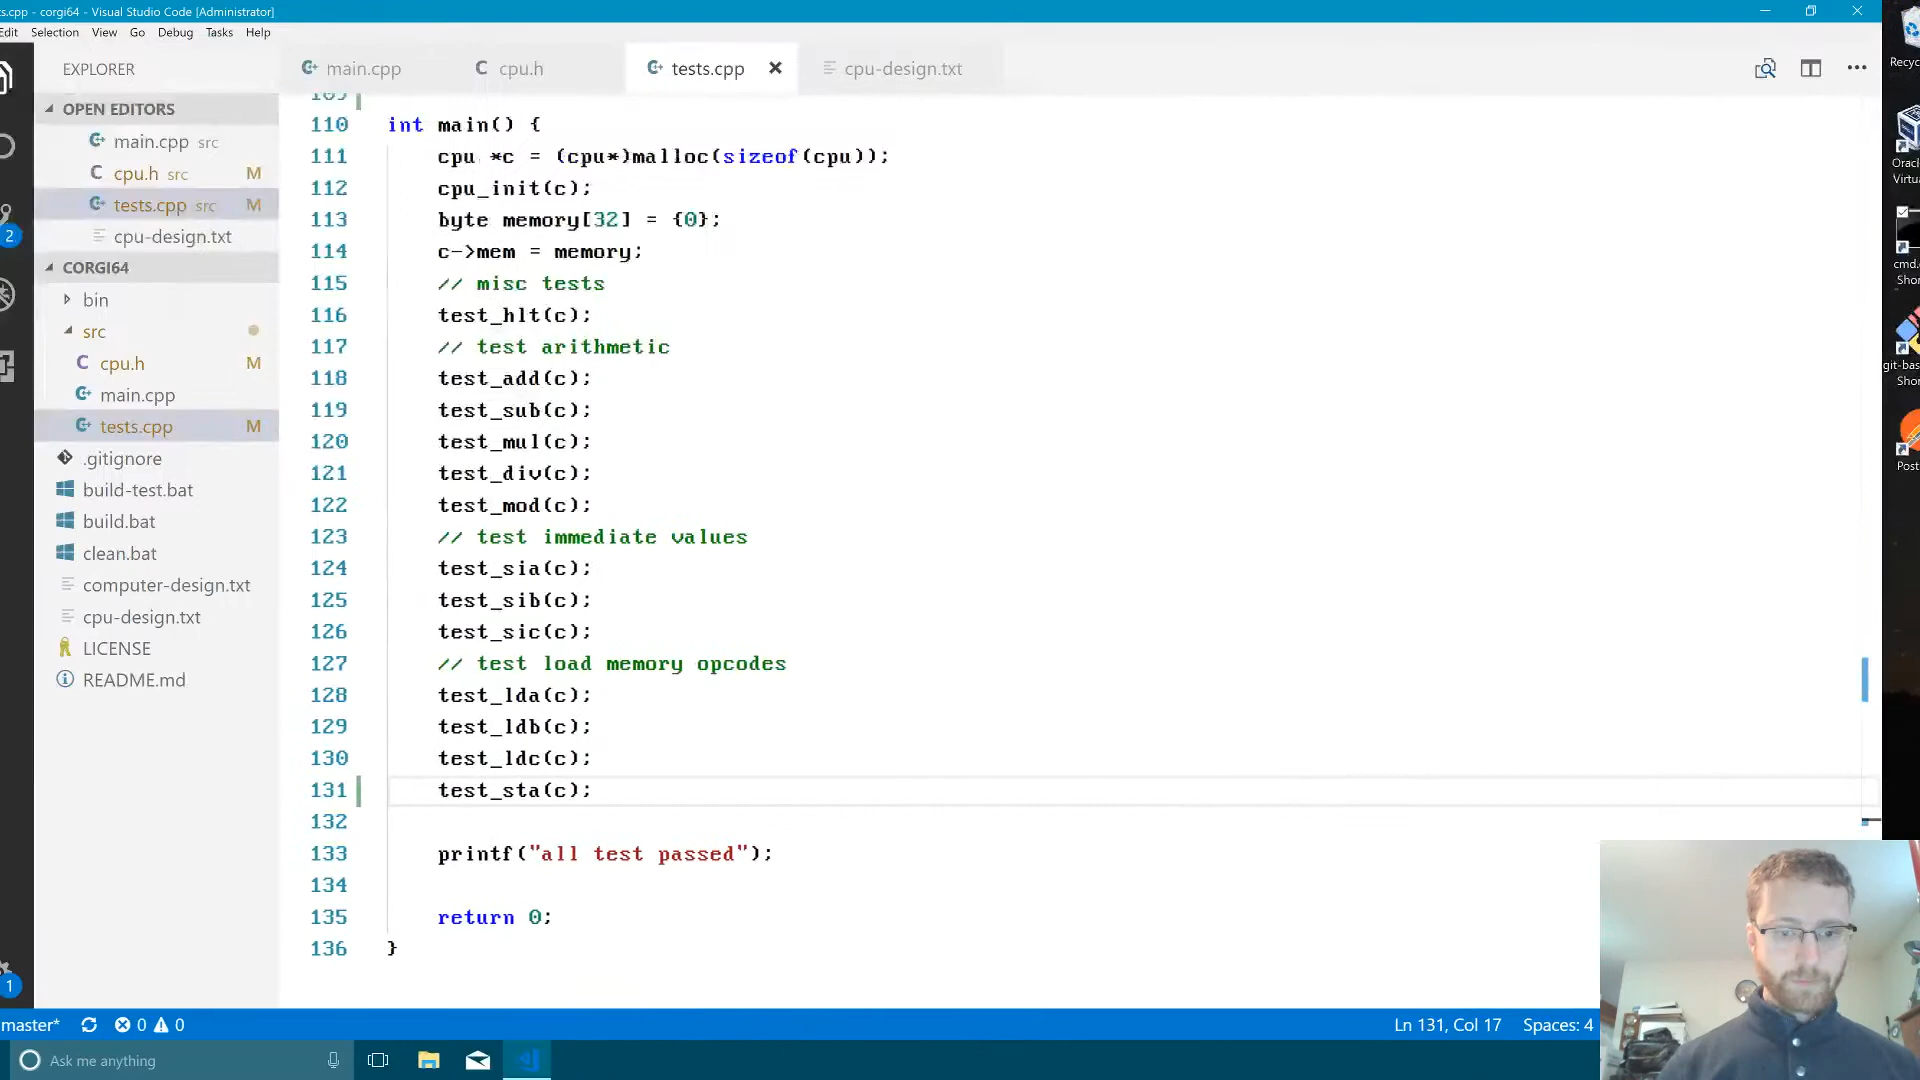 ts.cpp - corgi64 - Visual Studio Code [Administrator]
Edit Selection View Go Debug Tasks Help
EXPLORER
OPEN EDITORS
main.cpp src
cpu.h src M
tests.cpp src M
cpu-design.txt
CORGI64
bin
src
cpu.h M
main.cpp
tests.cpp M
.gitignore
build-test.bat
build.bat
clean.bat
computer-design.txt
cpu-design.txt
LICENSE
README.md
2
1
main.cpp cpu.h tests.cpp cpu-design.txt
109
110 int main() {
111 cpu *c = (cpu*)malloc(sizeof(cpu));
112 cpu_init(c);
113 byte memory[32] = {0};
114 c->mem = memory;
115 // misc tests
116 test_hlt(c);
117 // test arithmetic
118 test_add(c);
119 test_sub(c);
120 test_mul(c);
121 test_div(c);
122 test_mod(c);
123 // test immediate values
124 test_sia(c);
125 test_sib(c);
126 test_sic(c);
127 // test load memory opcodes
128 test_lda(c);
129 test_ldb(c);
130 test_ldc(c);
131 test_sta(c);
132
133 printf("all test passed");
134
135 return 0;
136 }
master* 0 0 Ln 131, Col 17 Spaces: 4
Ask me anything
Recyc
Orac
Virtu
cmd.
Sho
git-bas
Shor
Post